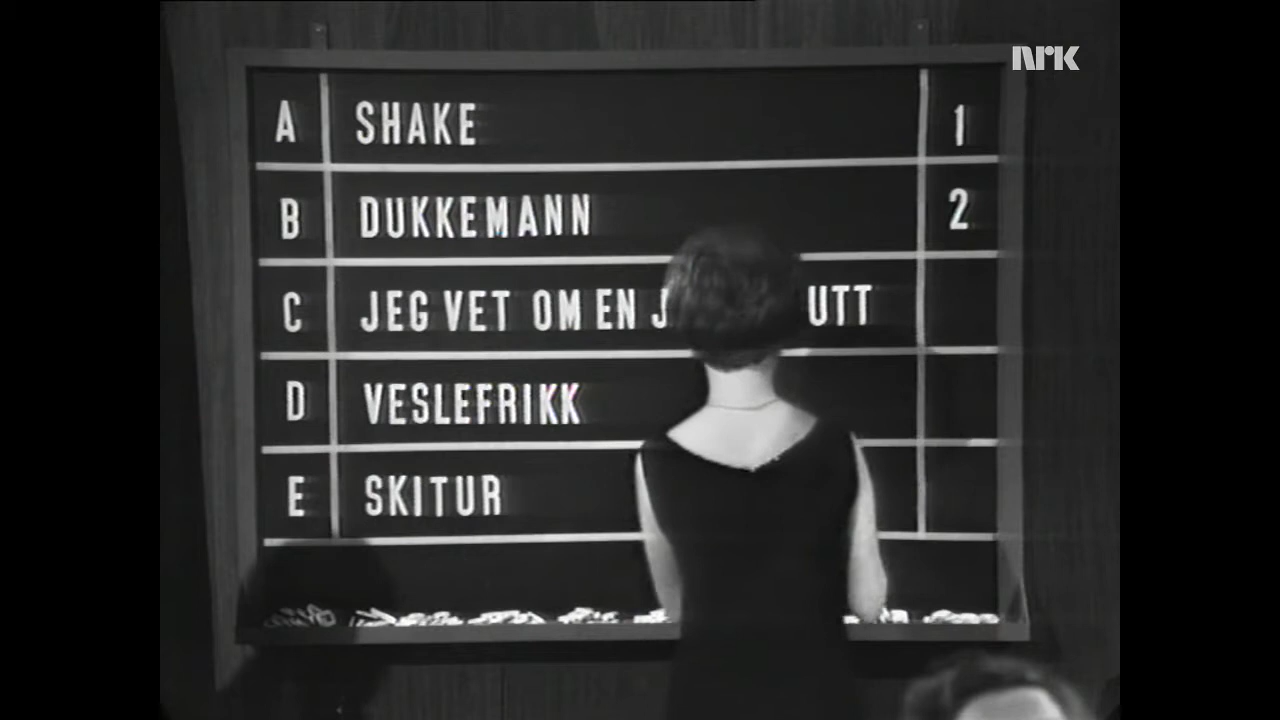 nrk
A SHAKE 1
B DUKKEMANN 2
C JEG VET OM EN
D VESLEFRIKK
E SKITUR